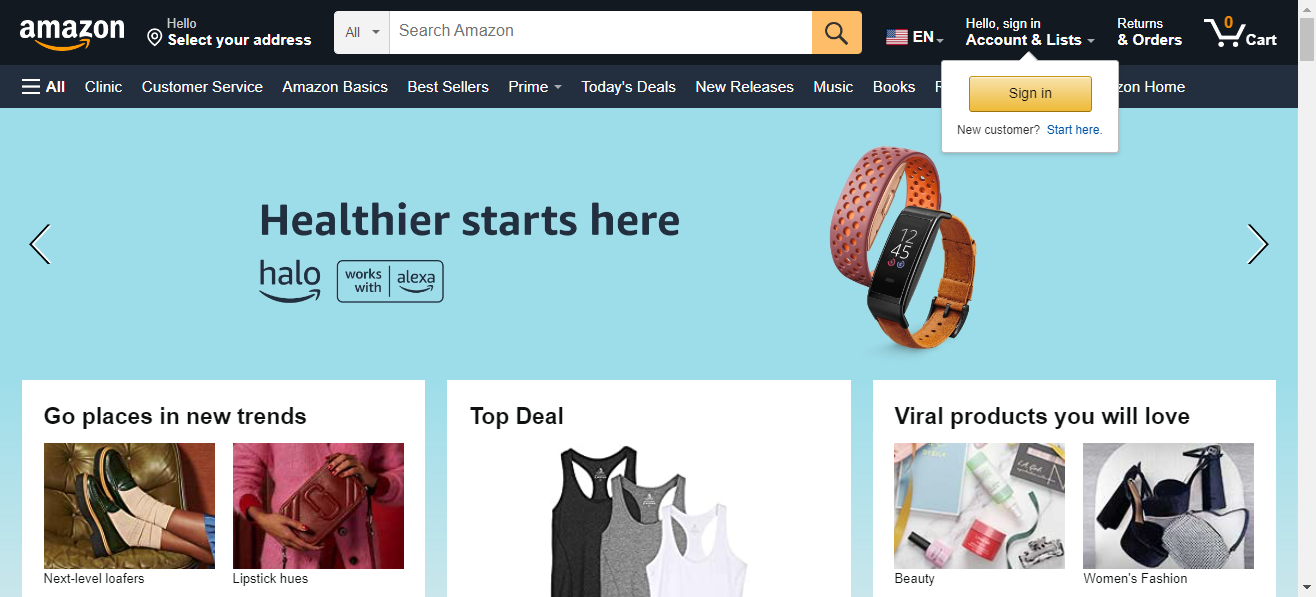 amazon
Hello
Select your address
All
Search Amazon
EN
Hello, sign in
Account & Lists
Returns
& Orders
0
Cart
All
Clinic
Customer Service
Amazon Basics
Best Sellers
Prime
Today's Deals
New Releases
Music
Books
Home
Sign in
New customer? Start here.
Healthier starts here
halo
works
with
alexa
12
45
Go places in new trends
Next-level loafers
Lipstick hues
Top Deal
Viral products you will love
Beauty
Women's Fashion